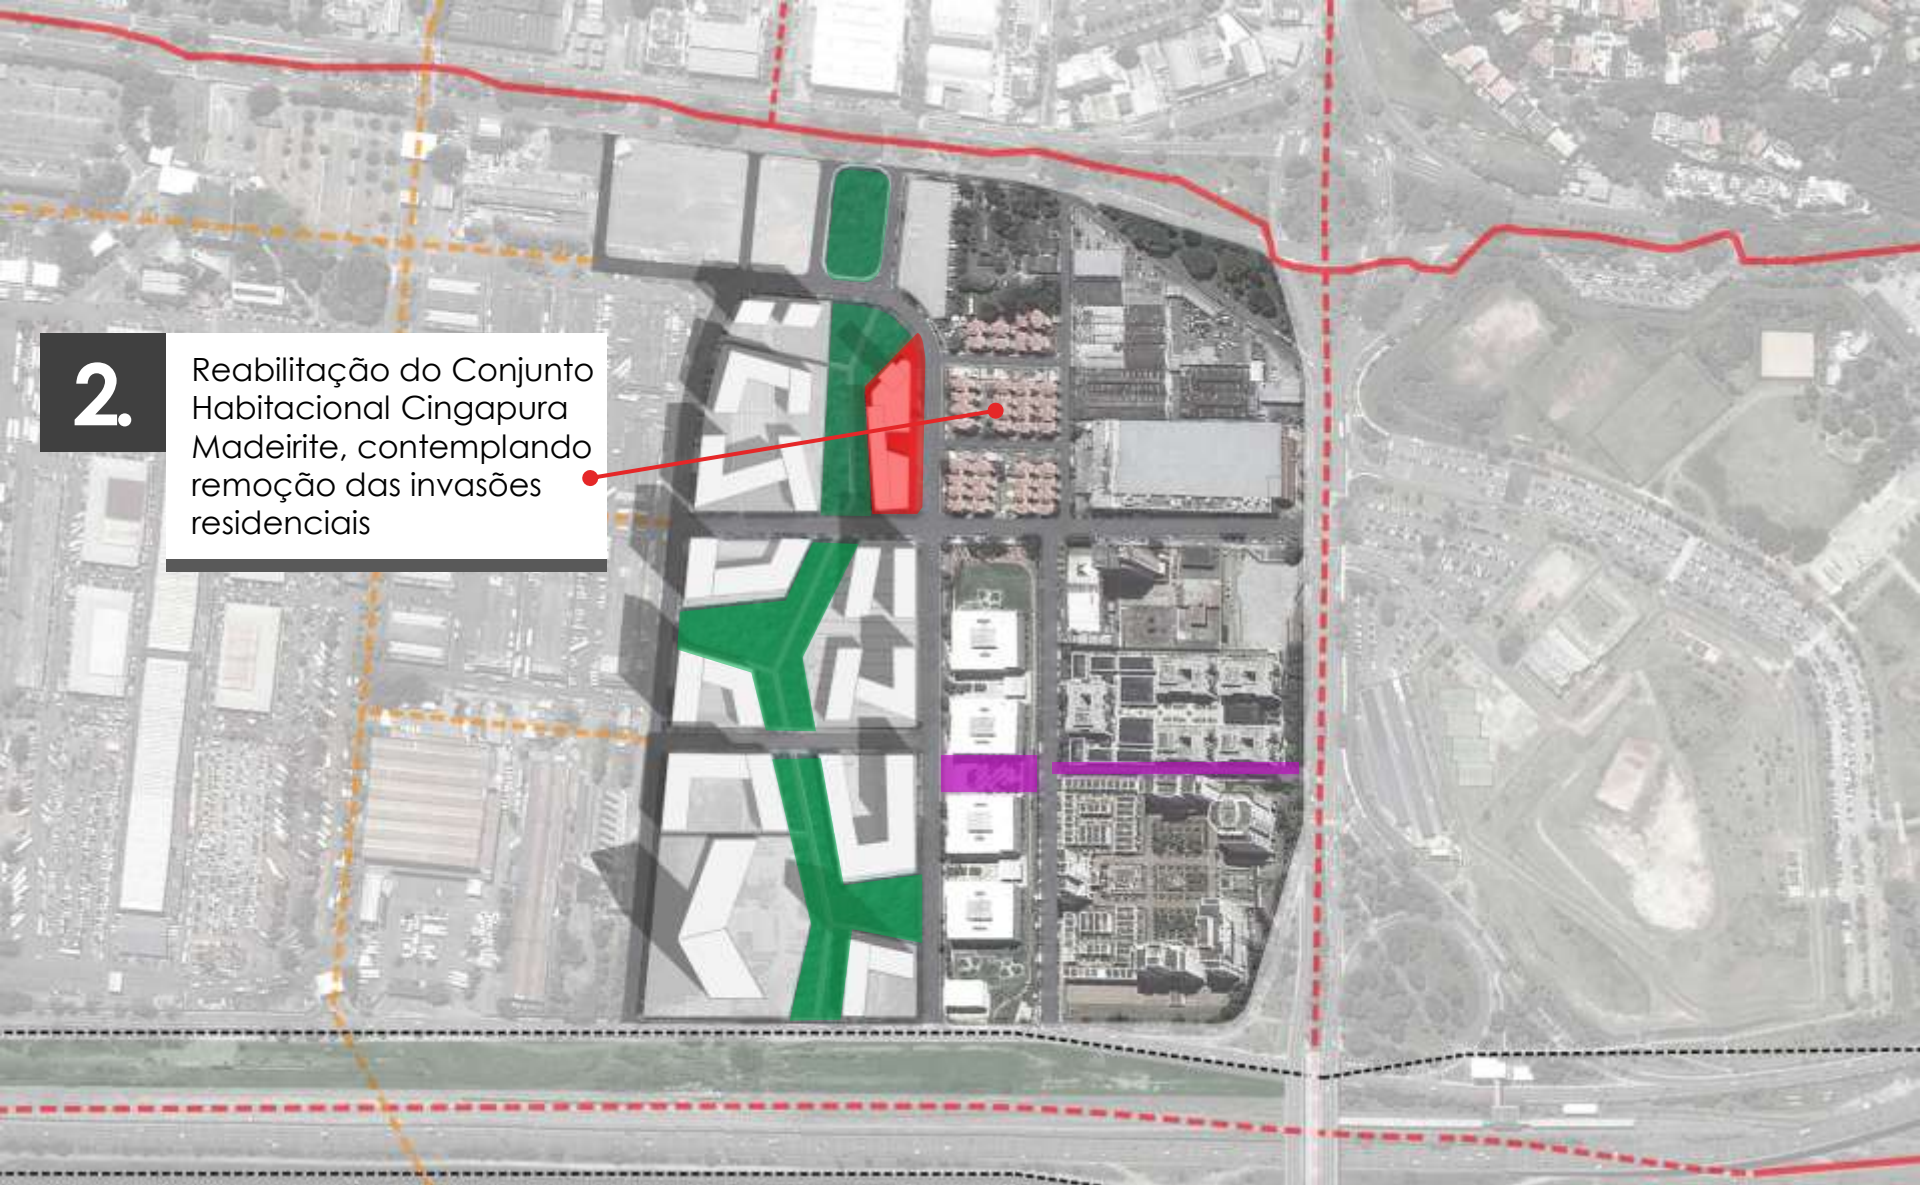 2.
Reabilitação do Conjunto
Habitacional Cingapura
Madeirite, contemplando
remoção das invasões
residenciais